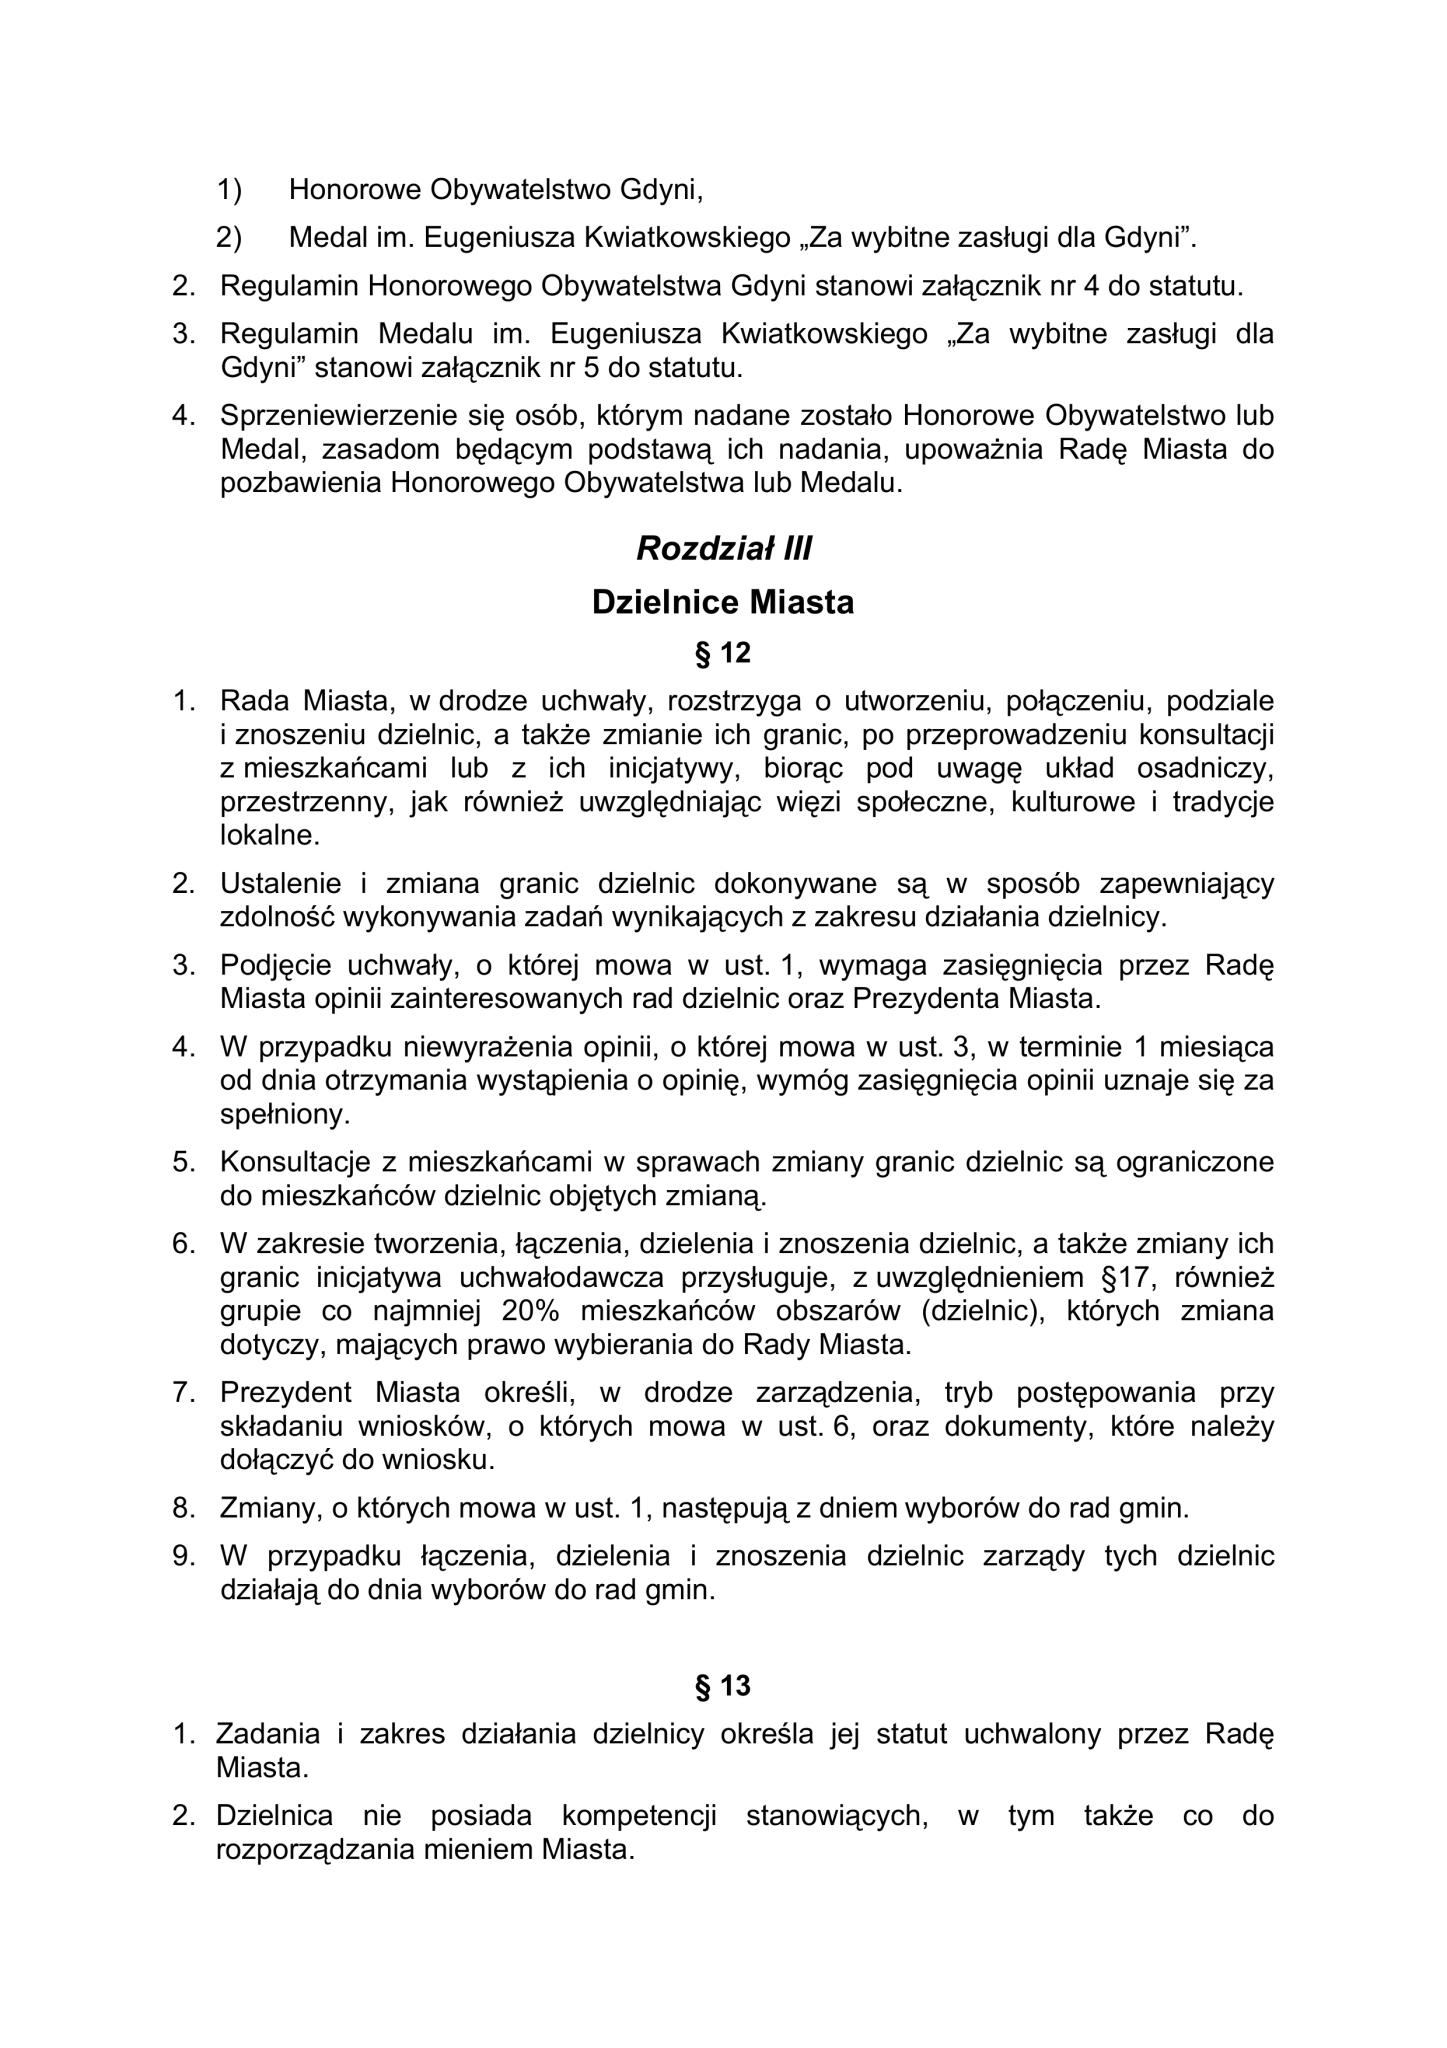 1) Honorowe Obywatelstwo Gdyni,
2) Medal im. Eugeniusza Kwiatkowskiego „Za wybitne zasługi dla Gdyni”.
2. Regulamin Honorowego Obywatelstwa Gdyni stanowi załącznik nr 4 do statutu.
3. Regulamin Medalu im. Eugeniusza Kwiatkowskiego „Za wybitne zasługi dla
Gdyni” stanowi załącznik nr 5 do statutu.
4. Sprzeniewierzenie się osób, którym nadane zostało Honorowe Obywatelstwo lub
Medal, zasadom będącym podstawą ich nadania, upoważnia Radę Miasta do
pozbawienia Honorowego Obywatelstwa lub Medalu.
Rozdział III
Dzielnice Miasta
§ 12
1. Rada Miasta, w drodze uchwały, rozstrzyga o utworzeniu, połączeniu, podziale
i znoszeniu dzielnic, a także zmianie ich granic, po przeprowadzeniu konsultacji
z mieszkańcami lub z ich inicjatywy, biorąc pod uwagę układ osadniczy,
przestrzenny, jak również uwzględniając więzi społeczne, kulturowe i tradycje
lokalne.
2. Ustalenie i zmiana granic dzielnic dokonywane są w sposób zapewniający
zdolność wykonywania zadań wynikających z zakresu działania dzielnicy.
3. Podjęcie uchwały, o której mowa w ust. 1, wymaga zasięgnięcia przez Radę
Miasta opinii zainteresowanych rad dzielnic oraz Prezydenta Miasta.
4. W przypadku niewyrażenia opinii, o której mowa w ust. 3, w terminie 1 miesiąca
od dnia otrzymania wystąpienia o opinię, wymóg zasięgnięcia opinii uznaje się za
spełniony.
5. Konsultacje z mieszkańcami w sprawach zmiany granic dzielnic są ograniczone
do mieszkańców dzielnic objętych zmianą.
6. W zakresie tworzenia, łączenia, dzielenia i znoszenia dzielnic, a także zmiany ich
granic inicjatywa uchwałodawcza przysługuje, z uwzględnieniem §17, również
grupie co najmniej 20% mieszkańców obszarów (dzielnic), których zmiana
dotyczy, mających prawo wybierania do Rady Miasta.
7. Prezydent Miasta określi, w drodze zarządzenia, tryb postępowania przy
składaniu wniosków, o których mowa w ust. 6, oraz dokumenty, które należy
dołączyć do wniosku.
8. Zmiany, o których mowa w ust. 1, następują z dniem wyborów do rad gmin.
9. W przypadku łączenia, dzielenia i znoszenia dzielnic zarządy tych dzielnic
działają do dnia wyborów do rad gmin.
§ 13
1. Zadania i zakres działania dzielnicy określa jej statut uchwalony przez Radę
Miasta.
2. Dzielnica nie posiada kompetencji stanowiących, w tym także co do
rozporządzania mieniem Miasta.